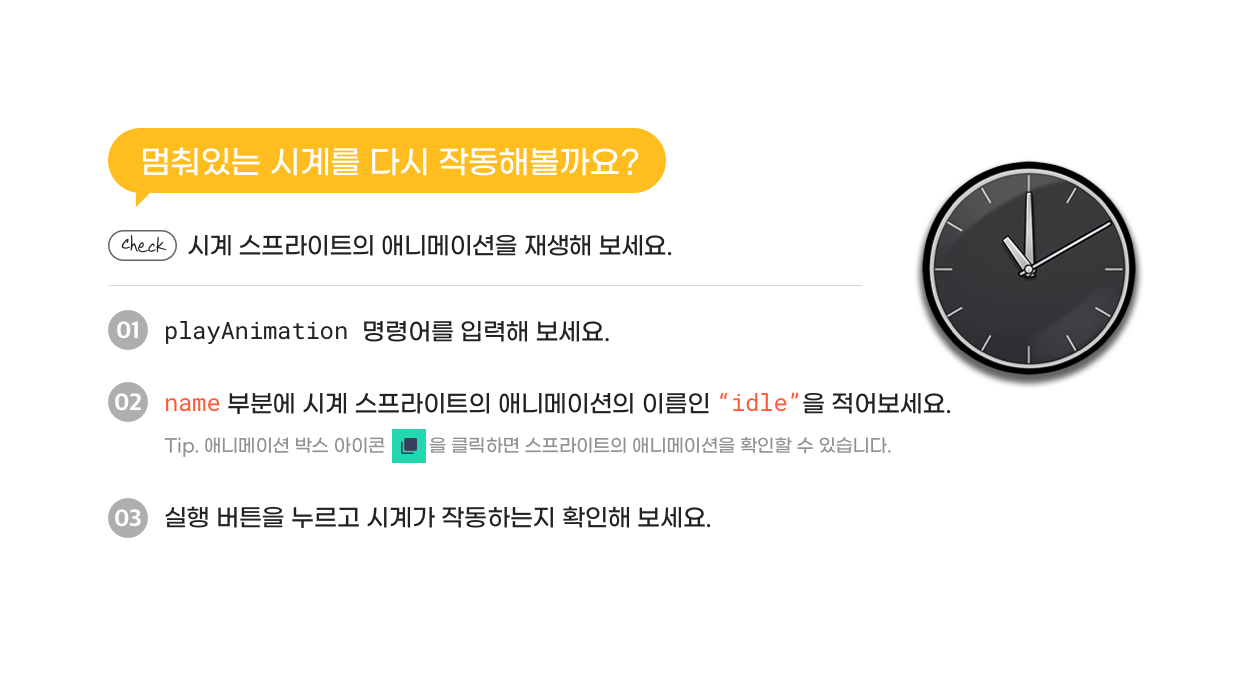 멈춰있는 시계를 다시 작동해볼까요?
check 시계 스프라이트의 애니메이션을 재생해 보세요.
01 playAnimation 명령어를 입력해 보세요.
02 name 부분에 시계 스프라이트의 애니메이션의 이름인 “idle”을 적어보세요.
Tip. 애니메이션 박스 아이콘 을 클릭하면 스프라이트의 애니메이션을 확인할 수 있습니다.
03 실행 버튼을 누르고 시계가 작동하는지 확인해 보세요.